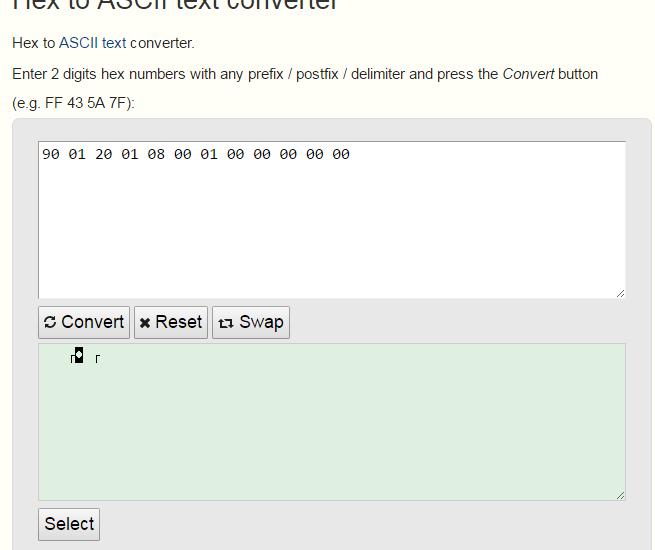 Hex to ASCII text converter
Hex to ASCII text converter.
Enter 2 digits hex numbers with any prefix / postfix / delimiter and press the Convert button
(e.g. FF 43 5A 7F):
90 01 20 01 08 00 01 00 00 00 00 00
Convert Reset Swap
Select